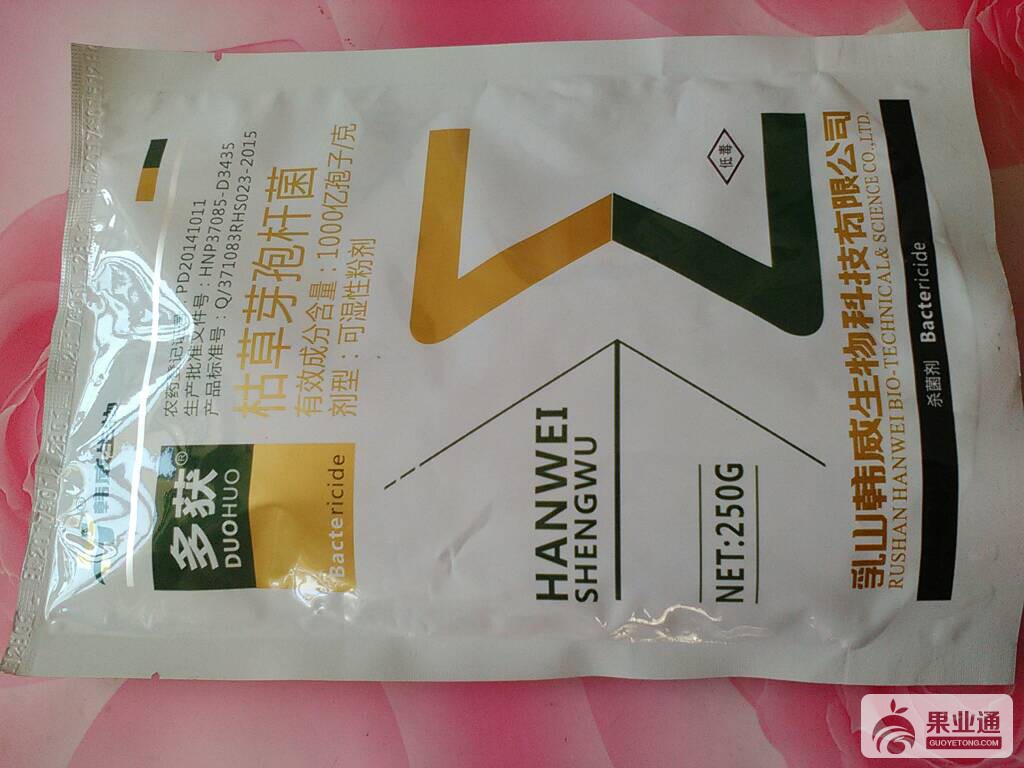 韩威生物
农药登记证号:PD20141011
生产批准文件号:HNP37085-D3435
产品标准号:Q/371083RHS023-2015
多获®
DUOHUO
Bactericide
枯草芽孢杆菌
有效成分含量:1000亿孢子/克
剂型:可湿性粉剂
低毒
HANWEI
SHENGWU
NET:250G
乳山韩威生物科技有限公司
RUSHAN HANWEI BIO-TECHNICAL & SCIENCE CO.,LTD.
杀菌剂 Bactericide
果业通
GUOYETONG.COM